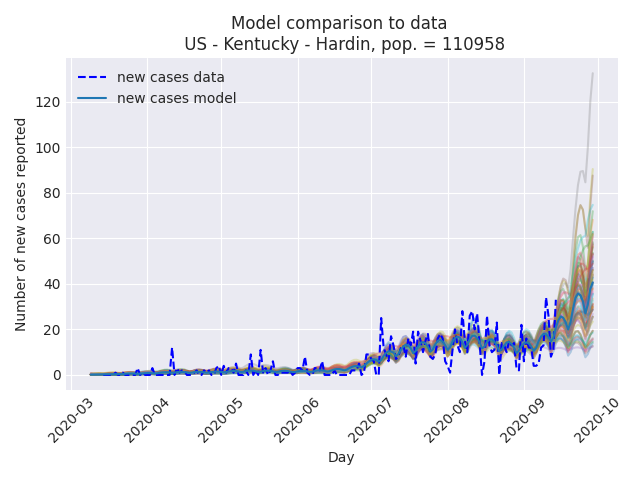 Model comparison to data
US - Kentucky - Hardin, pop. = 110958
new cases data
new cases model
Number of new cases reported
120
100
80
60
40
20
0
2020-03
2020-04
2020-05
2020-06
2020-07
2020-08
2020-09
2020-10
Day